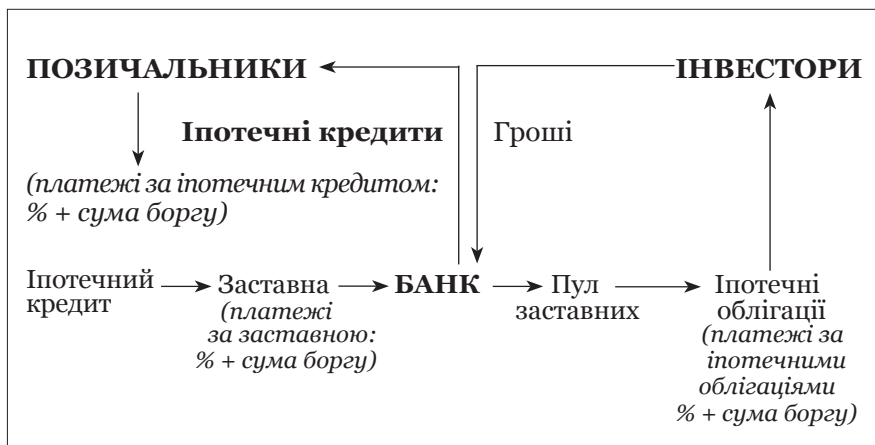 ПОЗИЧАЛЬНИКИ
ІНВЕСТОРИ
Іпотечні кредити
Гроші
(платежі за іпотечним кредитом:
% + сума боргу)
Іпотечний
кредит
Заставна
(платежі
за заставною:
% + сума боргу)
БАНК
Пул
заставних
Іпотечні
облігації
(платежі за
іпотечними
облігаціями
% + сума боргу)